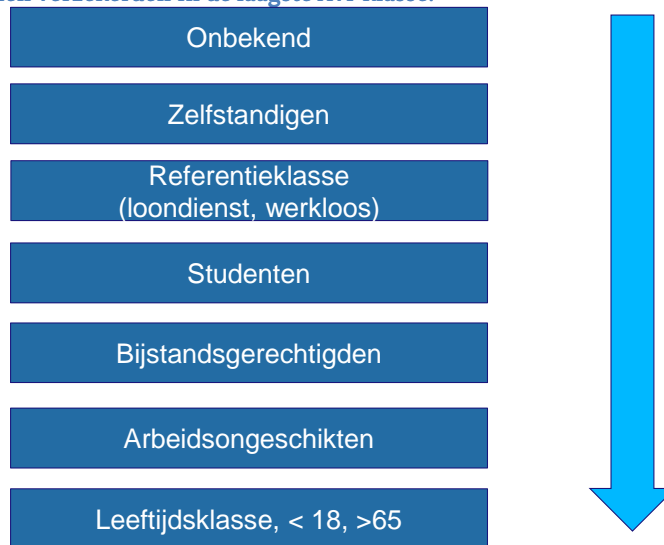 Onbekend
Zelfstandigen
Referentieklasse
(loondienst, werkloos)
Studenten
Bijstandsgerechtigden
Arbeidsongeschikten
Leeftijdsklasse, < 18, >65